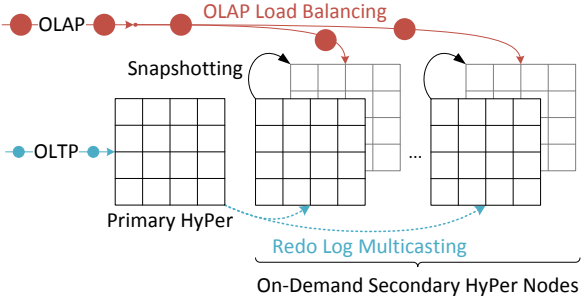 OLAP Load Balancing
OLAP
Snapshotting
OLTP
...
Primary HyPer
Redo Log Multicasting
On-Demand Secondary HyPer Nodes